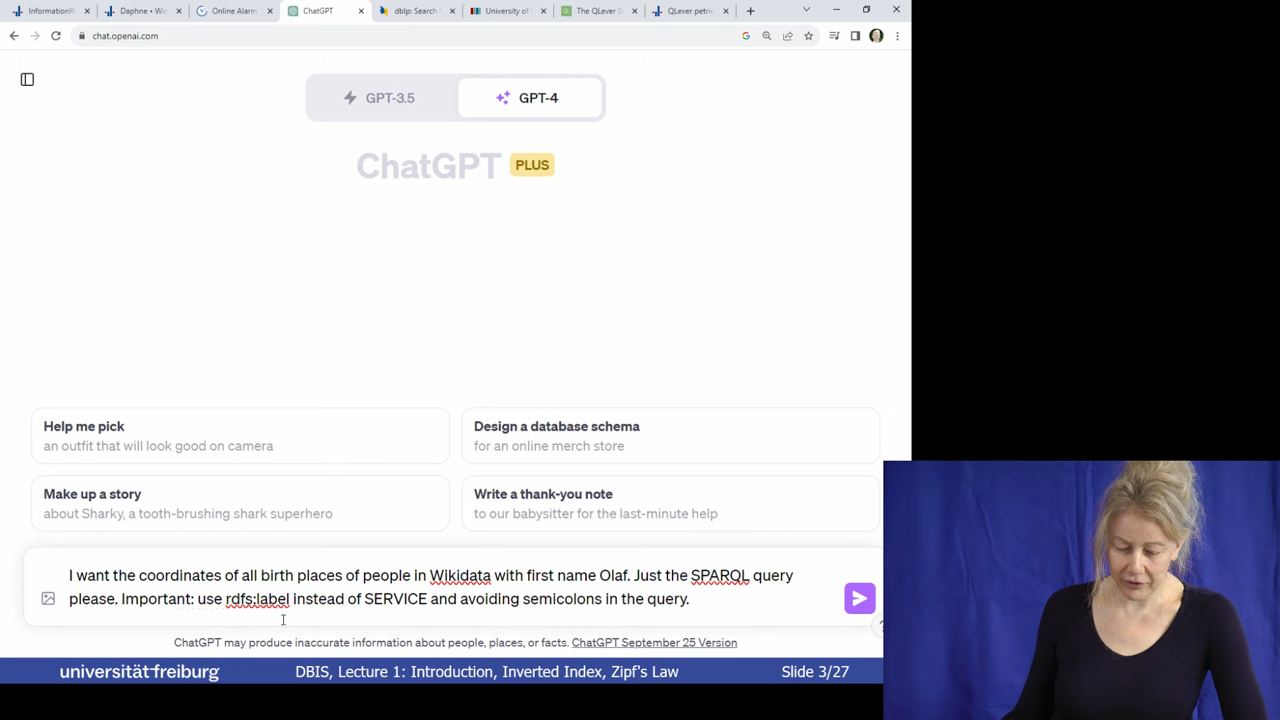 InformationRe
Daphne • Win
Online Alarm
ChatGPT
dblp: Search
University of
The QLever S
QLever petrin
chat.openai.com
GPT-3.5
GPT-4
ChatGPT PLUS
Help me pick
an outfit that will look good on camera
Design a database schema
for an online merch store
Make up a story
about Sharky, a tooth-brushing shark superhero
Write a thank-you note
to our babysitter for the last-minute help
I want the coordinates of all birth places of people in Wikidata with first name Olaf. Just the SPARQL query
please. Important: use rdfs:label instead of SERVICE and avoiding semicolons in the query.
ChatGPT may produce inaccurate information about people, places, or facts. ChatGPT September 25 Version
universität freiburg
DBIS, Lecture 1: Introduction, Inverted Index, Zipf's Law
Slide 3/27